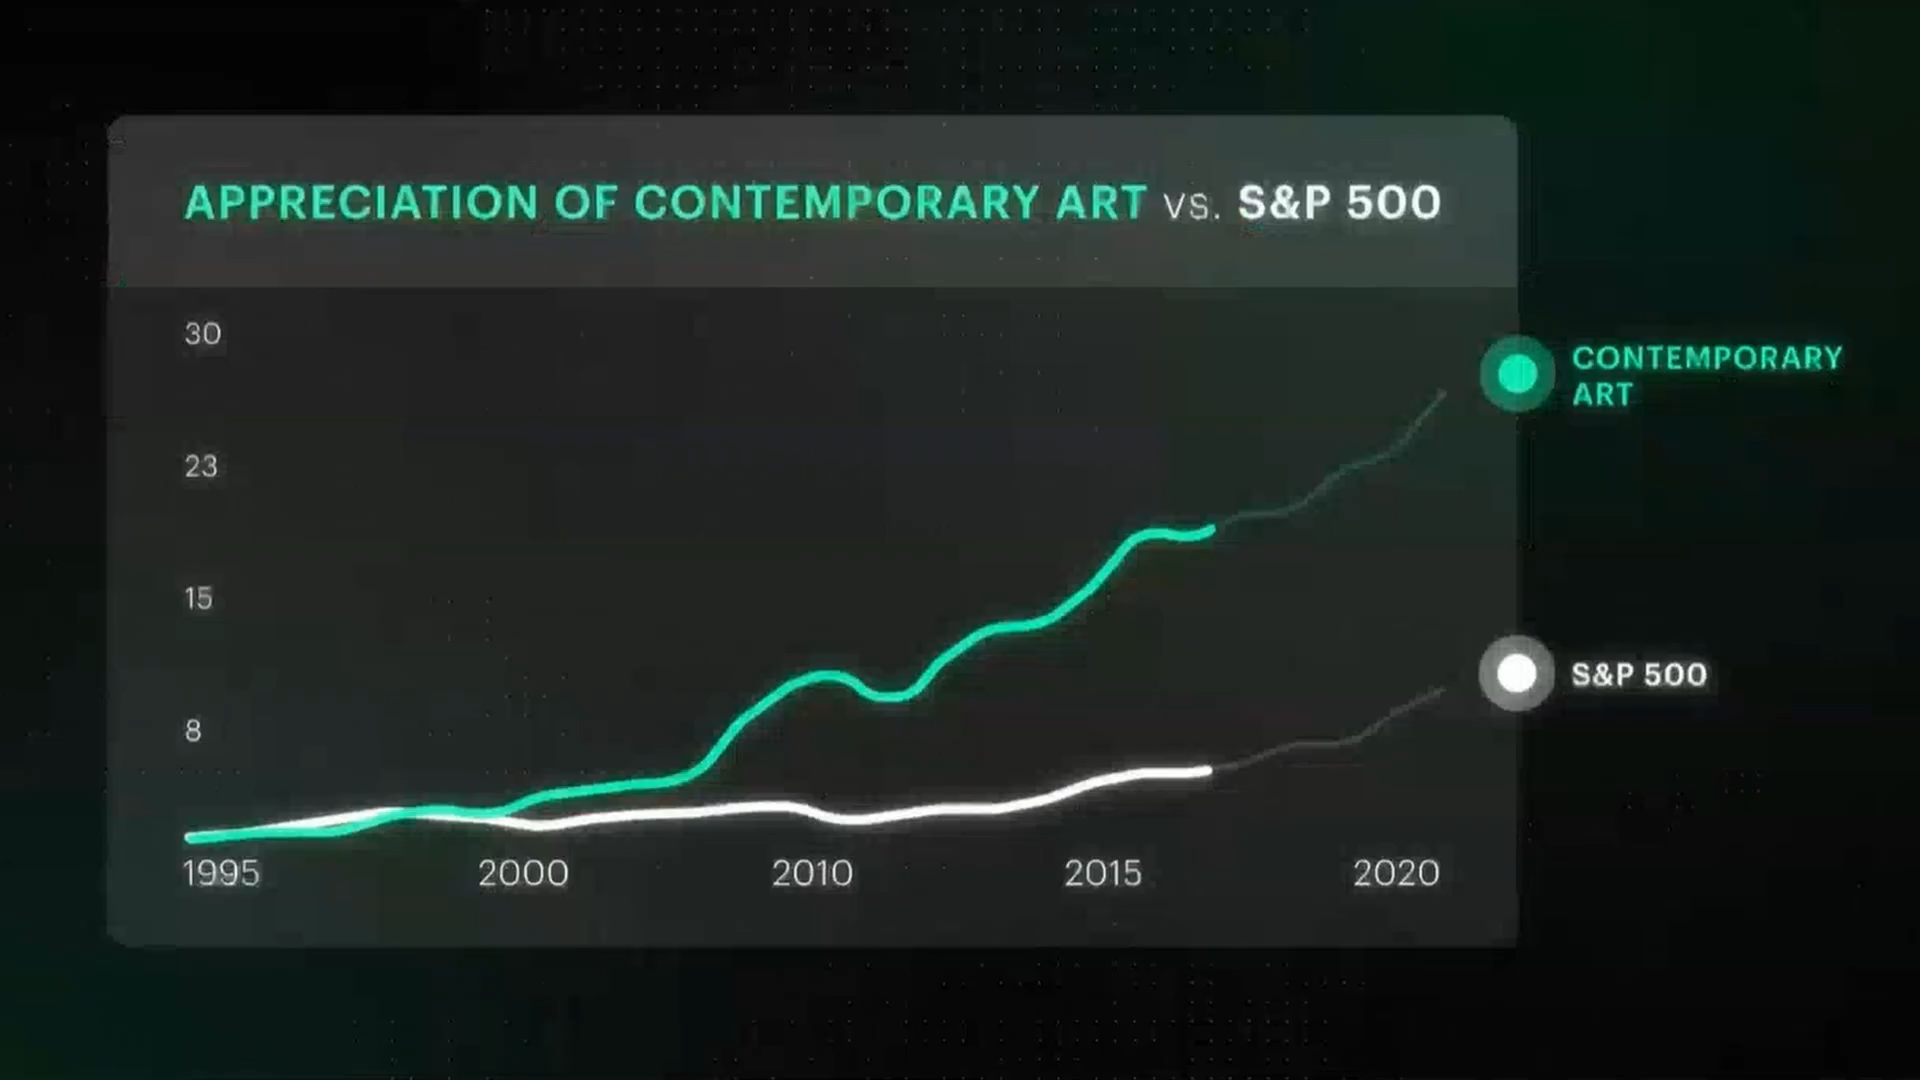 APPRECIATION OF CONTEMPORARY ART VS. S&P 500
30
23
15
8
1995 2000 2010 2015 2020
CONTEMPORARY
ART
S&P 500